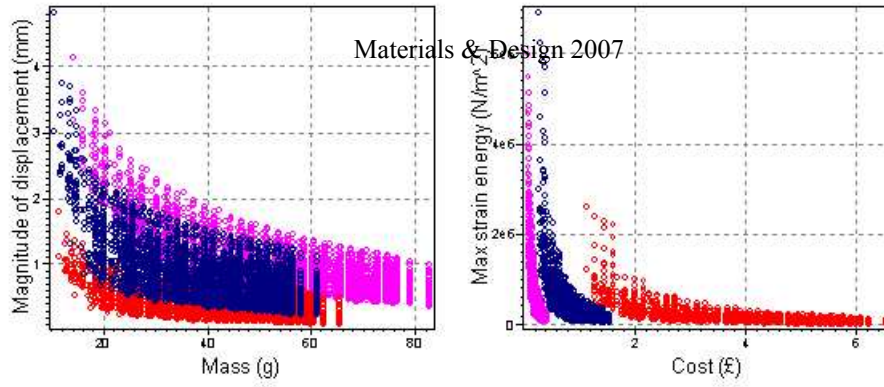 Materials & Design 2007
Magnitude of displacement (mm)
4
3
2
1
20
40
60
80
Mass (g)
Max strain energy (N/m^2)
4e6
2e6
0
2
4
6
Cost (£)